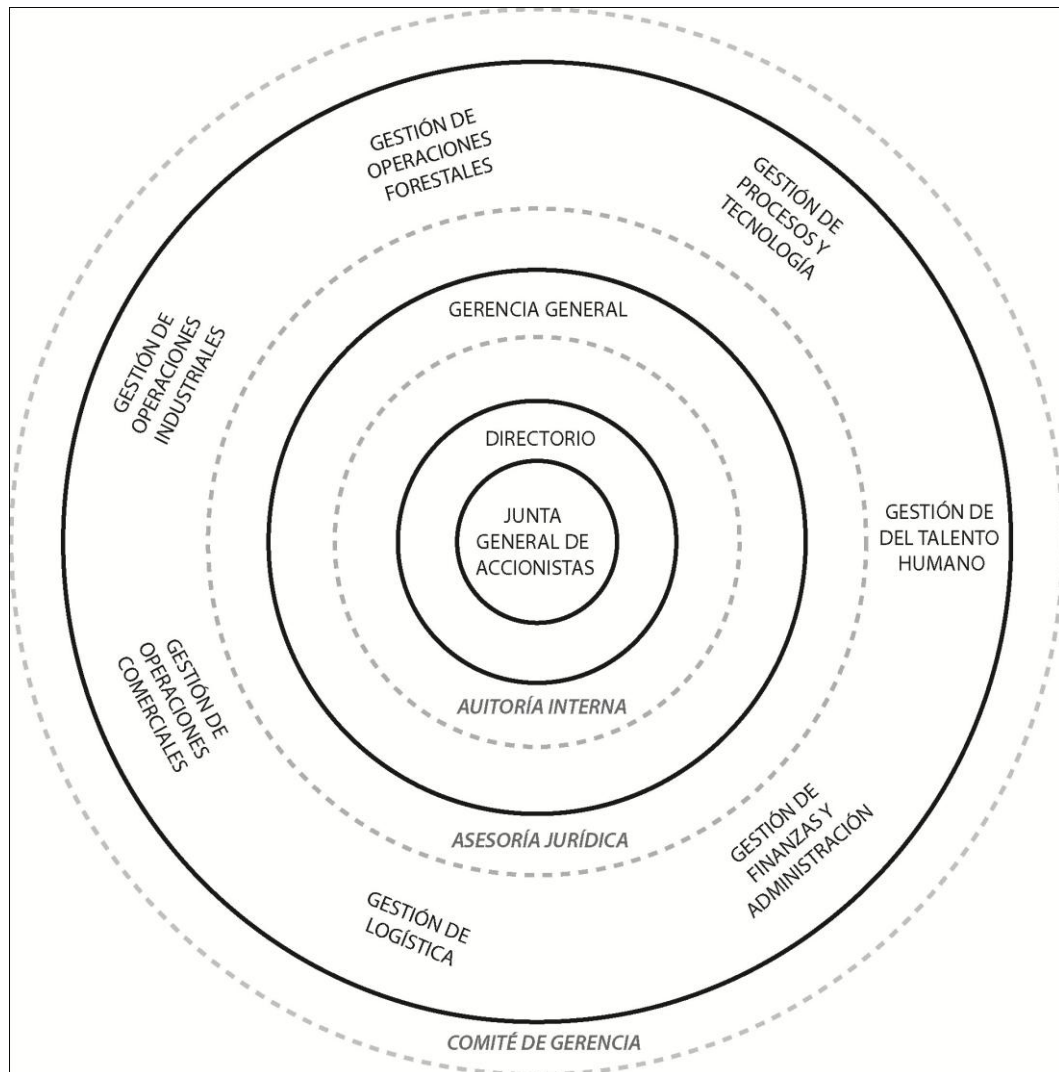 GESTIÓN DE
OPERACIONES
FORESTALES
GESTIÓN DE
PROCESOS Y
TECNOLOGÍA
GERENCIA GENERAL
GESTIÓN DE
OPERACIONES
INDUSTRIALES
DIRECTORIO
JUNTA
GENERAL DE
ACCIONISTAS
GESTIÓN DE
DEL TALENTO
HUMANO
GESTIÓN DE
OPERACIONES
COMERCIALES
AUITORÍA INTERNA
ASESORÍA JURÍDICA
GESTIÓN DE
FINANZAS Y
ADMINISTRACIÓN
GESTIÓN DE
LOGÍSTICA
COMITÉ DE GERENCIA